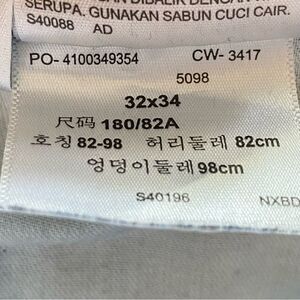 SERUPA. GUNAKAN SABUN CUCI CAIR.
S40088 AD
PO- 4100349354 CW- 3417
5098
32x34
尺码 180/82A
호칭 82-98 허리둘레 82cm
엉덩이둘레98cm
S40196 NXBD